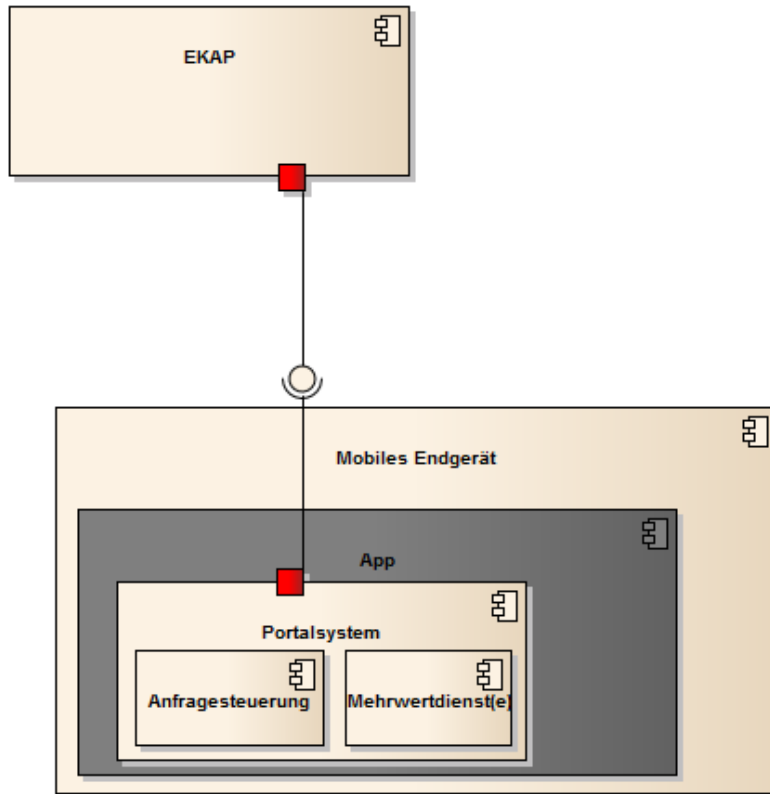 EKAP
Mobiles Endgerät
App
Portalsystem
Anfragesteuerung
Mehrwertdienst(e)